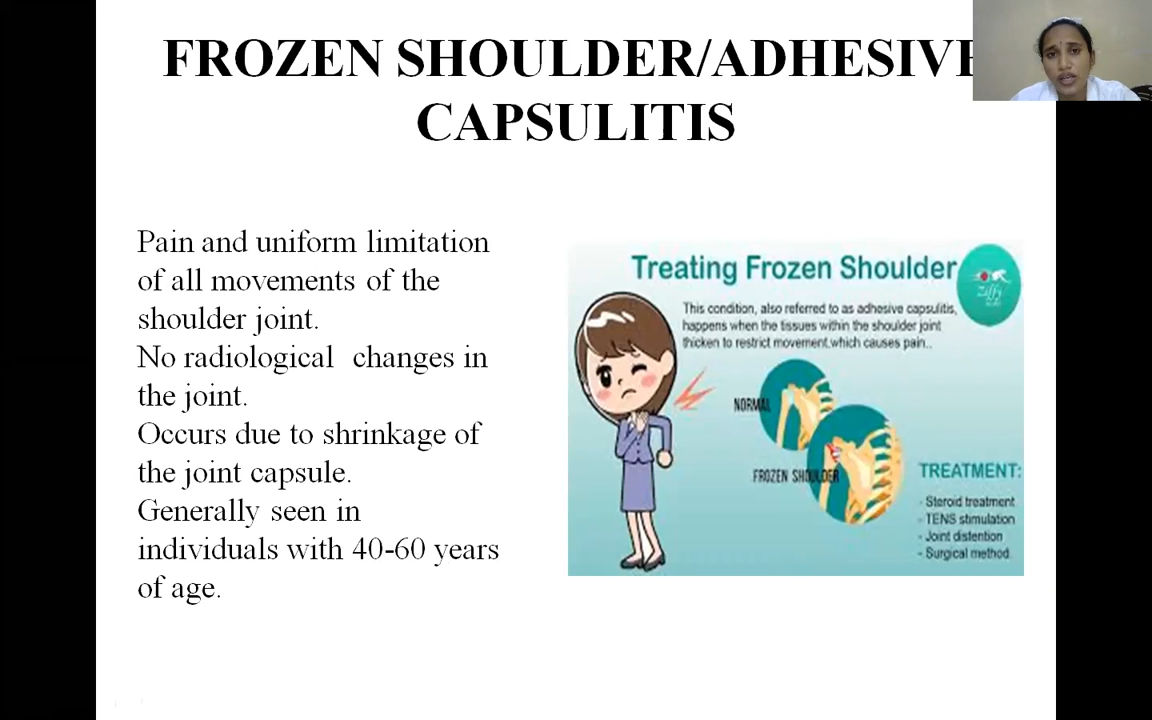 FROZEN SHOULDER/ADHESIVE
CAPSULITIS
Pain and uniform limitation
of all movements of the
shoulder joint.
No radiological changes in
the joint.
Occurs due to shrinkage of
the joint capsule.
Generally seen in
individuals with 40-60 years
of age.
Treating Frozen Shoulder
Ziffy
This condition, also referred to as adhesive capsulitis,
happens when the tissues within the shoulder joint
thicken to restrict movement,which causes pain..
NORMAL
FROZEN SHOULDER
TREATMENT:
- Steroid treatment
- TENS stimulation
- Joint distention
- Surgical method